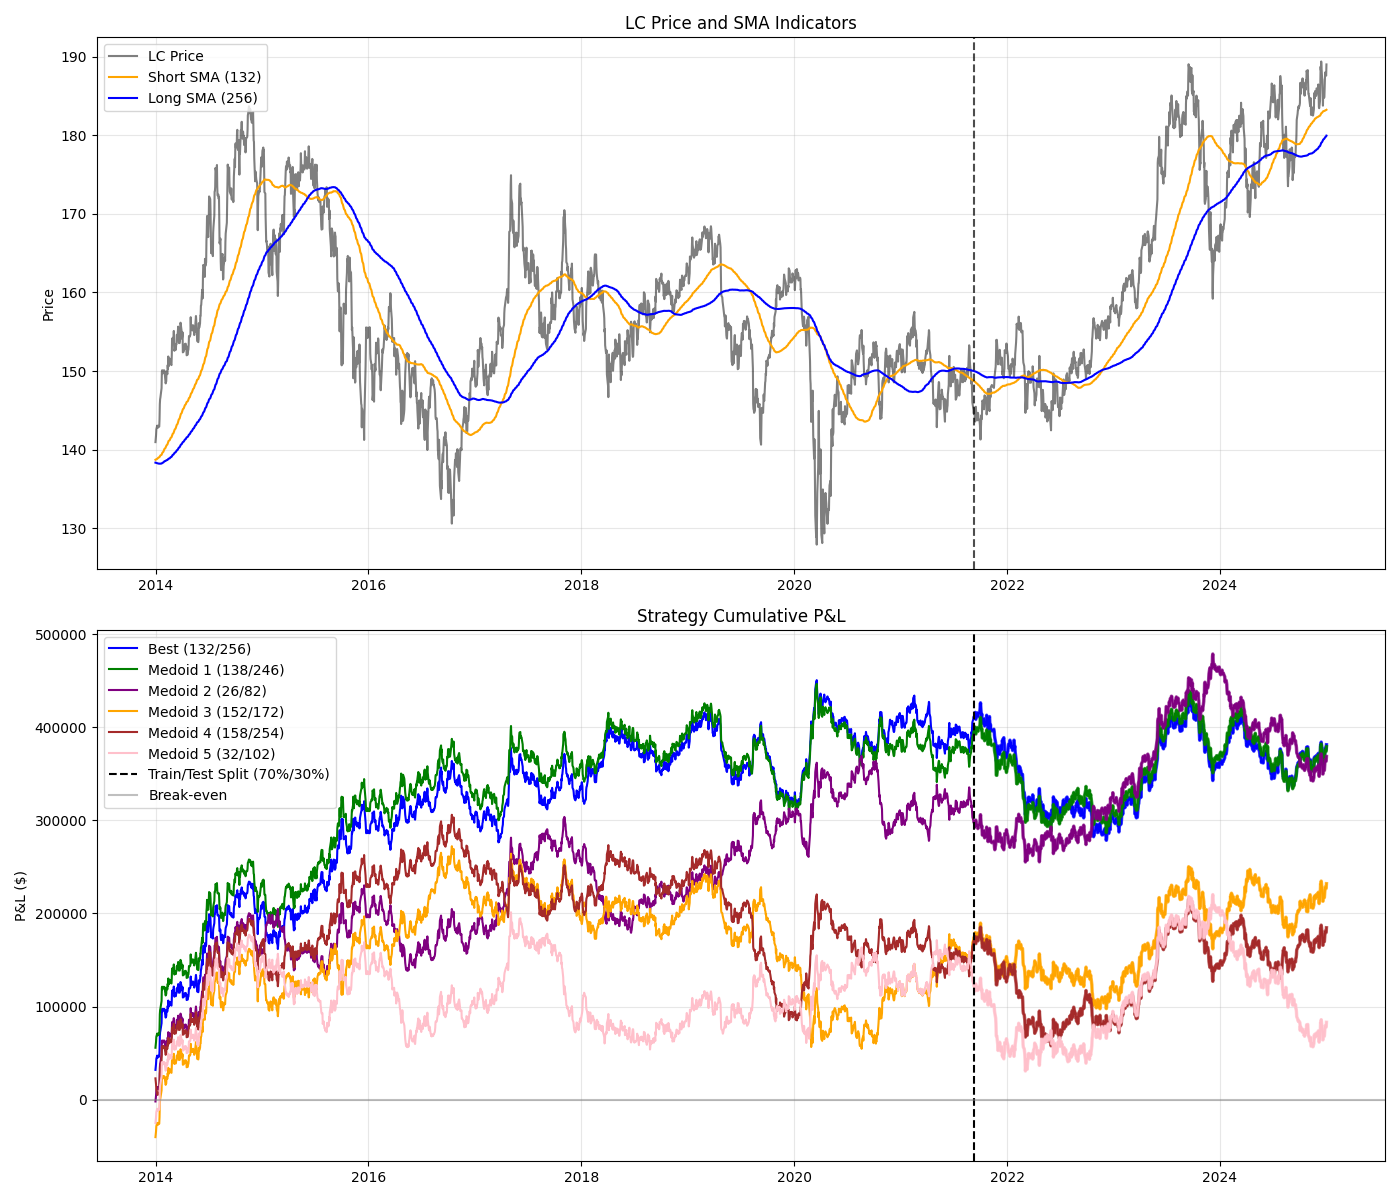 LC Price and SMA Indicators
190
180
170
160
150
140
130
Price
LC Price
Short SMA (132)
Long SMA (256)
2014
2016
2018
2020
2022
2024
Strategy Cumulative P&L
500000
400000
300000
200000
100000
0
P&L ($)
Best (132/256)
Medoid 1 (138/246)
Medoid 2 (26/82)
Medoid 3 (152/172)
Medoid 4 (158/254)
Medoid 5 (32/102)
Train/Test Split (70%/30%)
Break-even
2014
2016
2018
2020
2022
2024